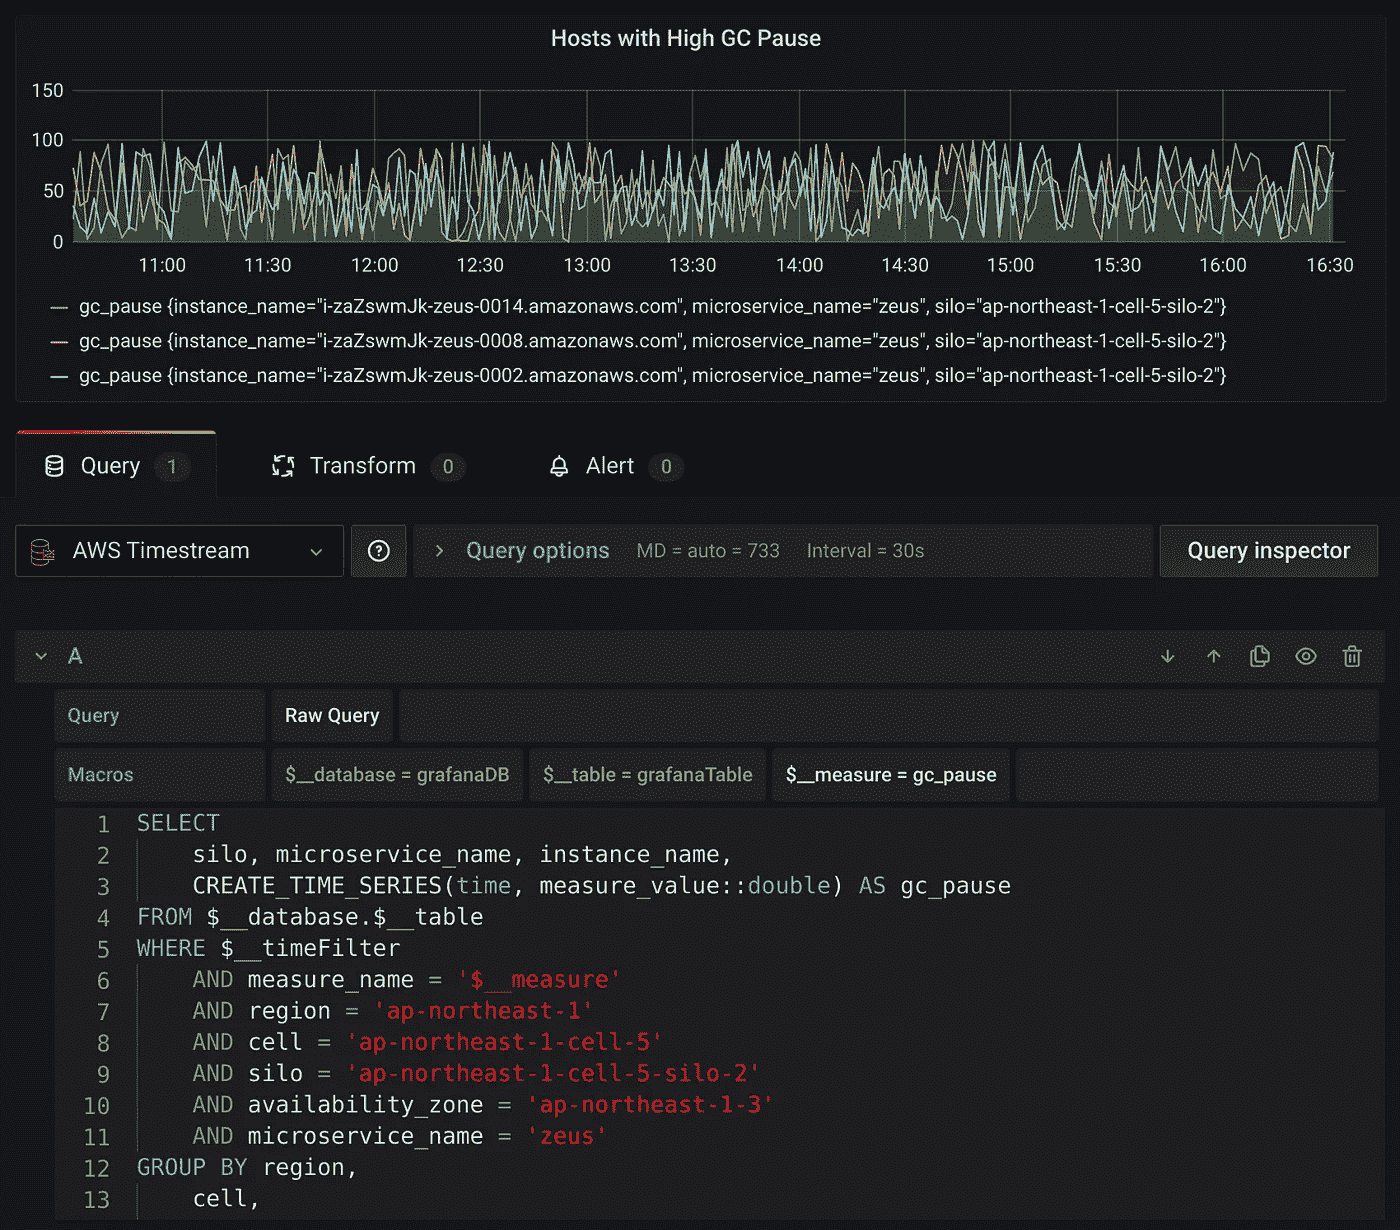 Hosts with High GC Pause
150
100
50
0
11:00 11:30 12:00 12:30 13:00 13:30 14:00 14:30 15:00 15:30 16:00 16:30
gc_pause {instance_name="i-zaZswmJk-zeus-0014.amazonaws.com", microservice_name="zeus", silo="ap-northeast-1-cell-5-silo-2"}
gc_pause {instance_name="i-zaZswmJk-zeus-0008.amazonaws.com", microservice_name="zeus", silo="ap-northeast-1-cell-5-silo-2"}
gc_pause {instance_name="i-zaZswmJk-zeus-0002.amazonaws.com", microservice_name="zeus", silo="ap-northeast-1-cell-5-silo-2"}
Query 1 Transform 0 Alert 0
AWS Timestream Query options MD = auto = 733 Interval = 30s Query inspector
A
Query Raw Query
Macros $__database = grafanaDB $__table = grafanaTable $__measure = gc_pause
1 SELECT
2 silo, microservice_name, instance_name,
3 CREATE_TIME_SERIES(time, measure_value::double) AS gc_pause
4 FROM $__database.$__table
5 WHERE $__timeFilter
6 AND measure_name = '$__measure'
7 AND region = 'ap-northeast-1'
8 AND cell = 'ap-northeast-1-cell-5'
9 AND silo = 'ap-northeast-1-cell-5-silo-2'
10 AND availability_zone = 'ap-northeast-1-3'
11 AND microservice_name = 'zeus'
12 GROUP BY region,
13 cell,